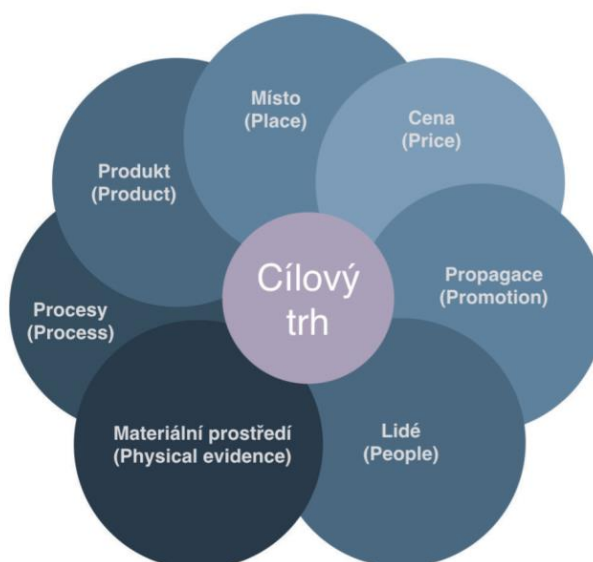 Místo
(Place)
Cena
(Price)
Produkt
(Product)
Propagace
(Promotion)
Cílový
trh
Procesy
(Process)
Materiální prostředí
(Physical evidence)
Lidé
(People)